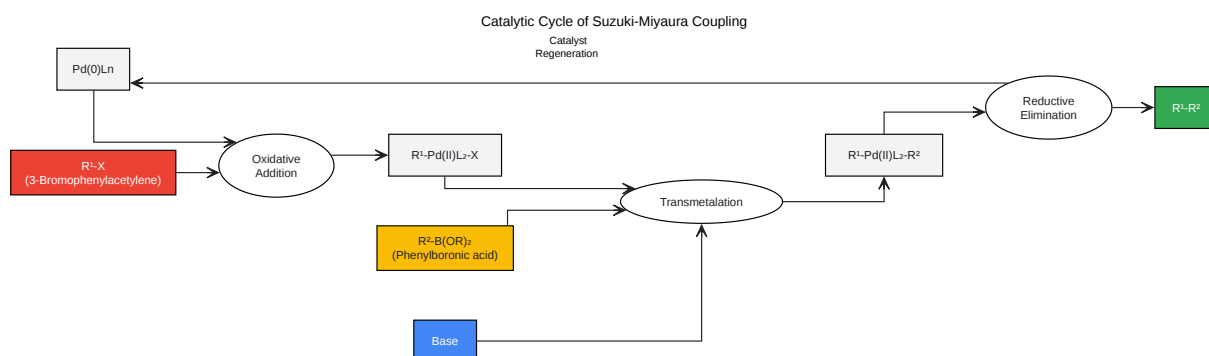 Catalytic Cycle of Suzuki-Miyaura Coupling
Catalyst
Regeneration
Pd(0)Ln
R¹-X
(3-Bromophenylacetylene)
Oxidative
Addition
R¹-Pd(II)L₂-X
R²-B(OR)₂
(Phenylboronic acid)
Base
Transmetalation
R¹-Pd(II)L₂-R²
Reductive
Elimination
R¹-R²